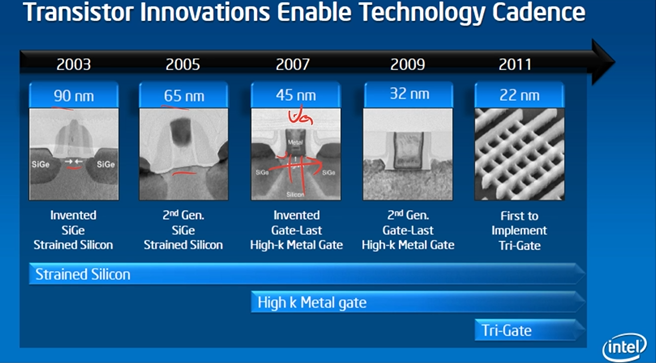 Transistor Innovations Enable Technology Cadence
2003 2005 2007 2009 2011
90 nm 65 nm 45 nm 32 nm 22 nm
SiGe SiGe
Metal
SiGe SiGe
Silicon
Invented
SiGe
Strained Silicon
2nd Gen.
SiGe
Strained Silicon
Invented
Gate-Last
High-k Metal Gate
2nd Gen.
Gate-Last
High-k Metal Gate
First to
Implement
Tri-Gate
Strained Silicon
High k Metal gate
Tri-Gate
intel